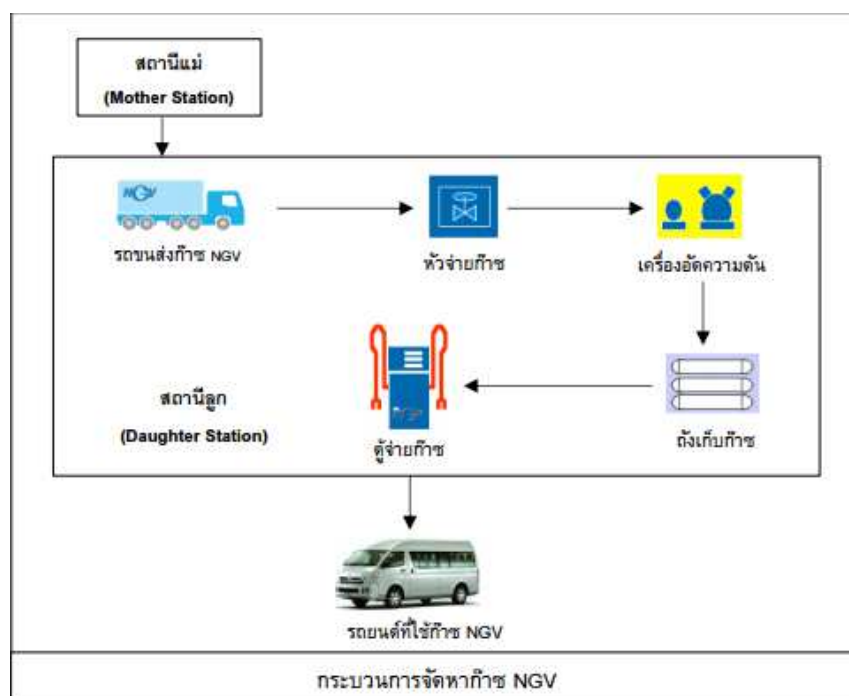 สถานีแม่
(Mother Station)
NGV
รถขนส่งก๊าซ NGV
หัวจ่ายก๊าซ
เครื่องอัดความดัน
สถานีลูก
(Daughter Station)
NGV
ตู้จ่ายก๊าซ
ถังเก็บก๊าซ
รถยนต์ที่ใช้ก๊าซ NGV
กระบวนการจัดหาก๊าซ NGV